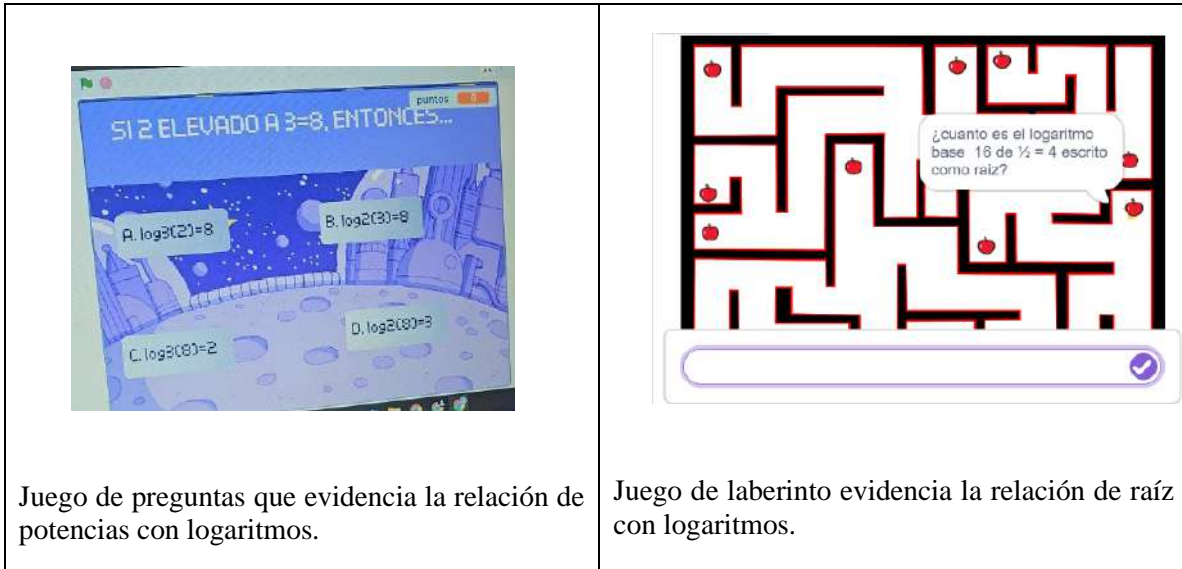 puntos 0
SI 2 ELEVADO A 3=8, ENTONCES...
A. log3(2)=8
B. log2(3)=8
C. log3(8)=2
D. log2(8)=3
Juego de preguntas que evidencia la relación de
potencias con logaritmos.
¿cuanto es el logaritmo
base 16 de ½ = 4 escrito
como raiz?
Juego de laberinto evidencia la relación de raíz
con logaritmos.